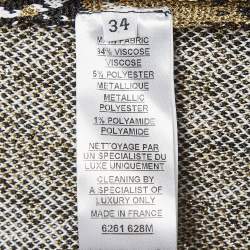 34
MAIN FABRIC
94% VISCOSE
VISCOSE
5% POLYESTER
METALLIQUE
METALLIC
POLYESTER
1% POLYAMIDE
POLYAMIDE
NETTOYAGE PAR
UN SPECIALISTE DU
LUXE UNIQUEMENT
CLEANING BY
A SPECIALIST OF
LUXURY ONLY
MADE IN FRANCE
6261 628M